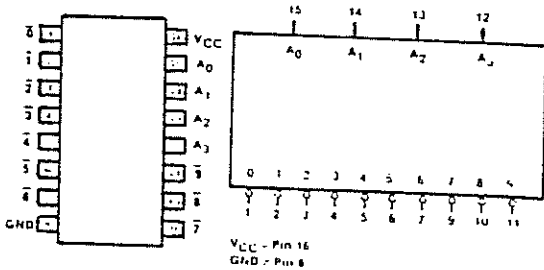 0̅ VCC
1̅ A0
2̅ A1
3̅ A2
4̅ A3
5̅ 9̅
6̅ 8̅
GND 7̅
15 14 13 12
A0 A1 A2 A3
0 1 2 3 4 5 6 7 8 9
1 2 3 4 5 6 7 9 10 11
VCC = Pin 16
GND = Pin 8